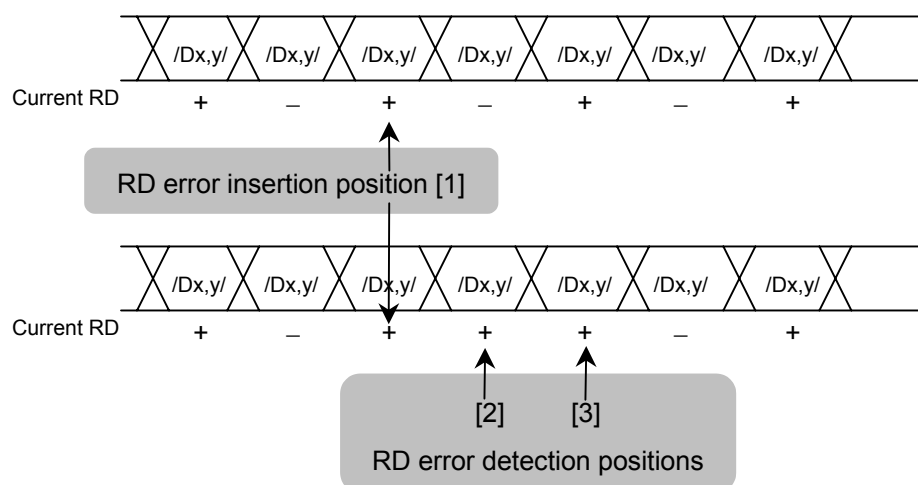 /Dx,y/ /Dx,y/ /Dx,y/ /Dx,y/ /Dx,y/ /Dx,y/ /Dx,y/
Current RD + – + – + – +
RD error insertion position [1]
/Dx,y/ /Dx,y/ /Dx,y/ /Dx,y/ /Dx,y/ /Dx,y/ /Dx,y/
Current RD + – + + + – +
[2] [3]
RD error detection positions